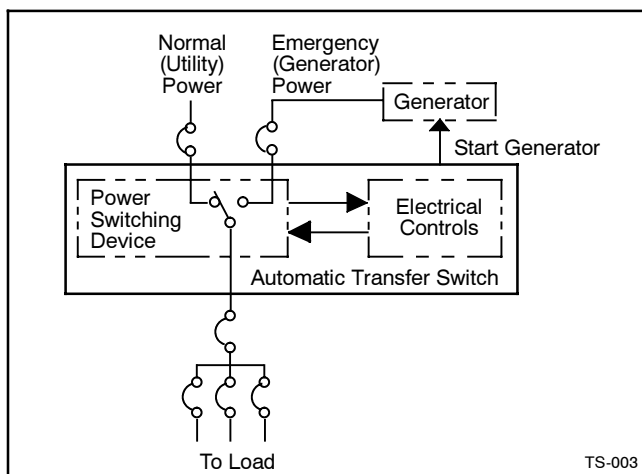 Normal
(Utility)
Power
Emergency
(Generator)
Power
Generator
Start Generator
Power
Switching
Device
Electrical
Controls
Automatic Transfer Switch
To Load
TS-003